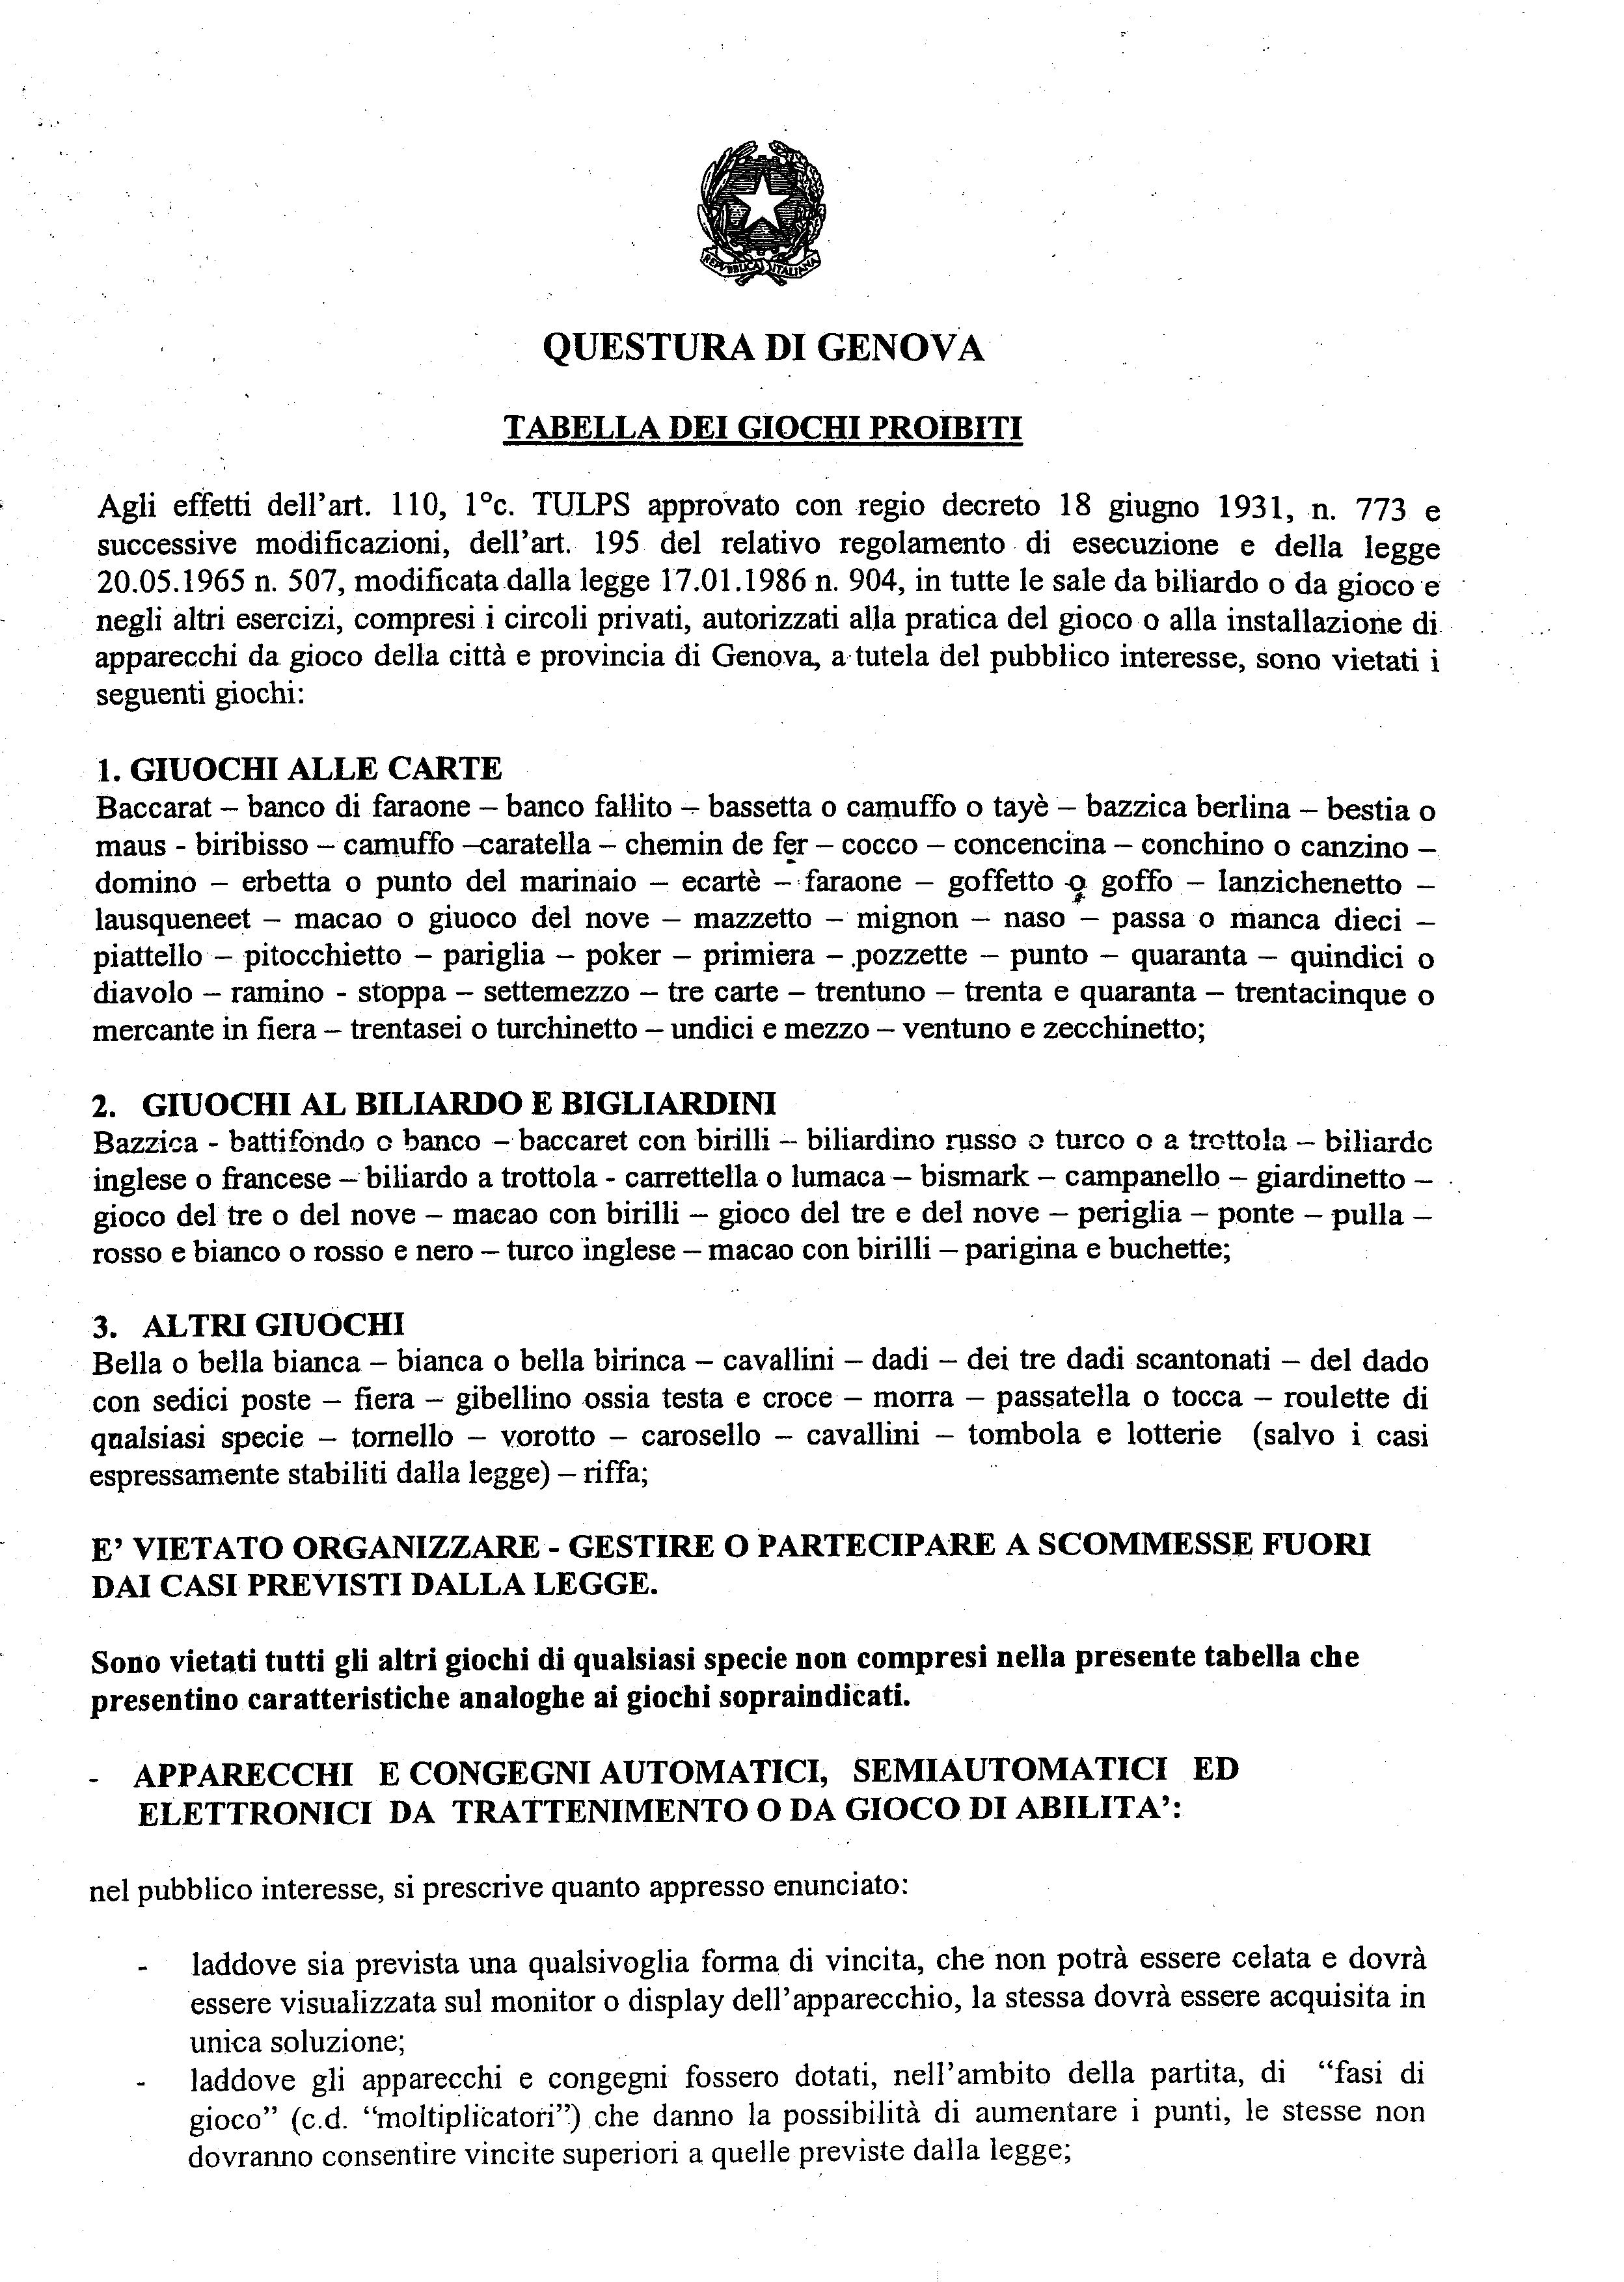 REPVBBLICA ITALIANA
QUESTURA DI GENOVA
TABELLA DEI GIOCHI PROIBITI
Agli effetti dell'art. 110, 1°c. TULPS approvato con regio decreto 18 giugno 1931, n. 773 e
successive modificazioni, dell'art. 195 del relativo regolamento di esecuzione e della legge
20.05.1965 n. 507, modificata dalla legge 17.01.1986 n. 904, in tutte le sale da biliardo o da gioco e
negli altri esercizi, compresi i circoli privati, autorizzati alla pratica del gioco o alla installazione di
apparecchi da gioco della città e provincia di Genova, a tutela del pubblico interesse, sono vietati i
seguenti giochi:
1. GIUOCHI ALLE CARTE
Baccarat – banco di faraone – banco fallito – bassetta o camuffo o tayè – bazzica berlina – bestia o
maus - biribisso – camuffo –caratella – chemin de fer – cocco – concencina – conchino o canzino –
domino – erbetta o punto del marinaio – ecartè – faraone – goffetto o goffo – lanzichenetto –
lausqueneet – macao o giuoco del nove – mazzetto – mignon – naso – passa o manca dieci –
piattello – pitocchietto – pariglia – poker – primiera – pozzette – punto – quaranta – quindici o
diavolo – ramino - stoppa – settemezzo – tre carte – trentuno – trenta e quaranta – trentacinque o
mercante in fiera – trentasei o turchinetto – undici e mezzo – ventuno e zecchinetto;
2. GIUOCHI AL BILIARDO E BIGLIARDINI
Bazzica - battifondo o banco – baccaret con birilli – biliardino russo o turco o a trottola – biliardo
inglese o francese – biliardo a trottola - carrettella o lumaca – bismark – campanello – giardinetto –
gioco del tre o del nove – macao con birilli – gioco del tre e del nove – periglia – ponte – pulla –
rosso e bianco o rosso e nero – turco inglese – macao con birilli – parigina e buchette;
3. ALTRI GIUOCHI
Bella o bella bianca – bianca o bella birinca – cavallini – dadi – dei tre dadi scantonati – del dado
con sedici poste – fiera – gibellino ossia testa e croce – morra – passatella o tocca – roulette di
qualsiasi specie – tornello – vorotto – carosello – cavallini – tombola e lotterie (salvo i casi
espressamente stabiliti dalla legge) – riffa;
E' VIETATO ORGANIZZARE - GESTIRE O PARTECIPARE A SCOMMESSE FUORI
DAI CASI PREVISTI DALLA LEGGE.
Sono vietati tutti gli altri giochi di qualsiasi specie non compresi nella presente tabella che
presentino caratteristiche analoghe ai giochi sopraindicati.
- APPARECCHI E CONGEGNI AUTOMATICI, SEMIAUTOMATICI ED
ELETTRONICI DA TRATTENIMENTO O DA GIOCO DI ABILITA':
nel pubblico interesse, si prescrive quanto appresso enunciato:
- laddove sia prevista una qualsivoglia forma di vincita, che non potrà essere celata e dovrà
essere visualizzata sul monitor o display dell'apparecchio, la stessa dovrà essere acquisita in
unica soluzione;
- laddove gli apparecchi e congegni fossero dotati, nell'ambito della partita, di "fasi di
gioco" (c.d. "moltiplicatori") che danno la possibilità di aumentare i punti, le stesse non
dovranno consentire vincite superiori a quelle previste dalla legge;